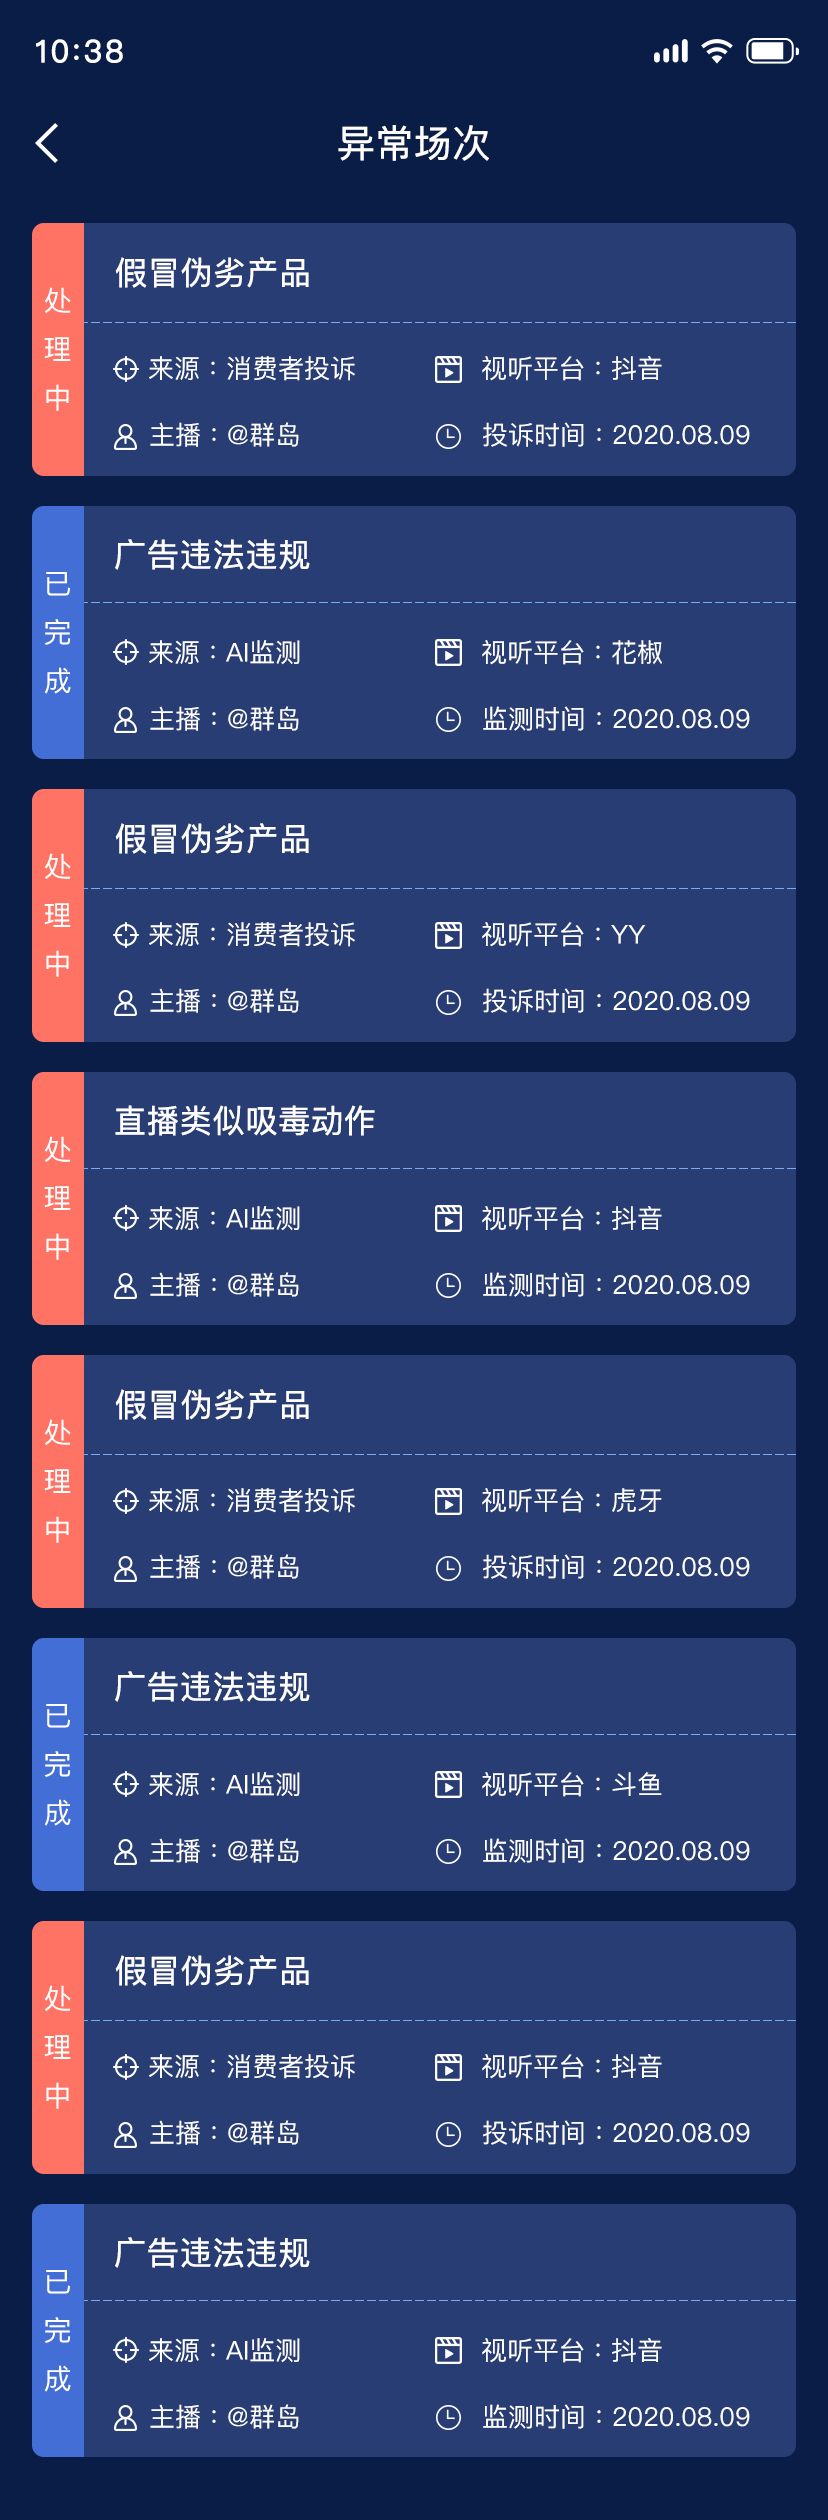 10:38
异常场次
处理中
假冒伪劣产品
来源：消费者投诉
视听平台：抖音
主播：@群岛
投诉时间：2020.08.09
已完成
广告违法违规
来源：AI监测
视听平台：花椒
主播：@群岛
监测时间：2020.08.09
处理中
假冒伪劣产品
来源：消费者投诉
视听平台：YY
主播：@群岛
投诉时间：2020.08.09
处理中
直播类似吸毒动作
来源：AI监测
视听平台：抖音
主播：@群岛
监测时间：2020.08.09
处理中
假冒伪劣产品
来源：消费者投诉
视听平台：虎牙
主播：@群岛
投诉时间：2020.08.09
已完成
广告违法违规
来源：AI监测
视听平台：斗鱼
主播：@群岛
监测时间：2020.08.09
处理中
假冒伪劣产品
来源：消费者投诉
视听平台：抖音
主播：@群岛
投诉时间：2020.08.09
已完成
广告违法违规
来源：AI监测
视听平台：抖音
主播：@群岛
监测时间：2020.08.09